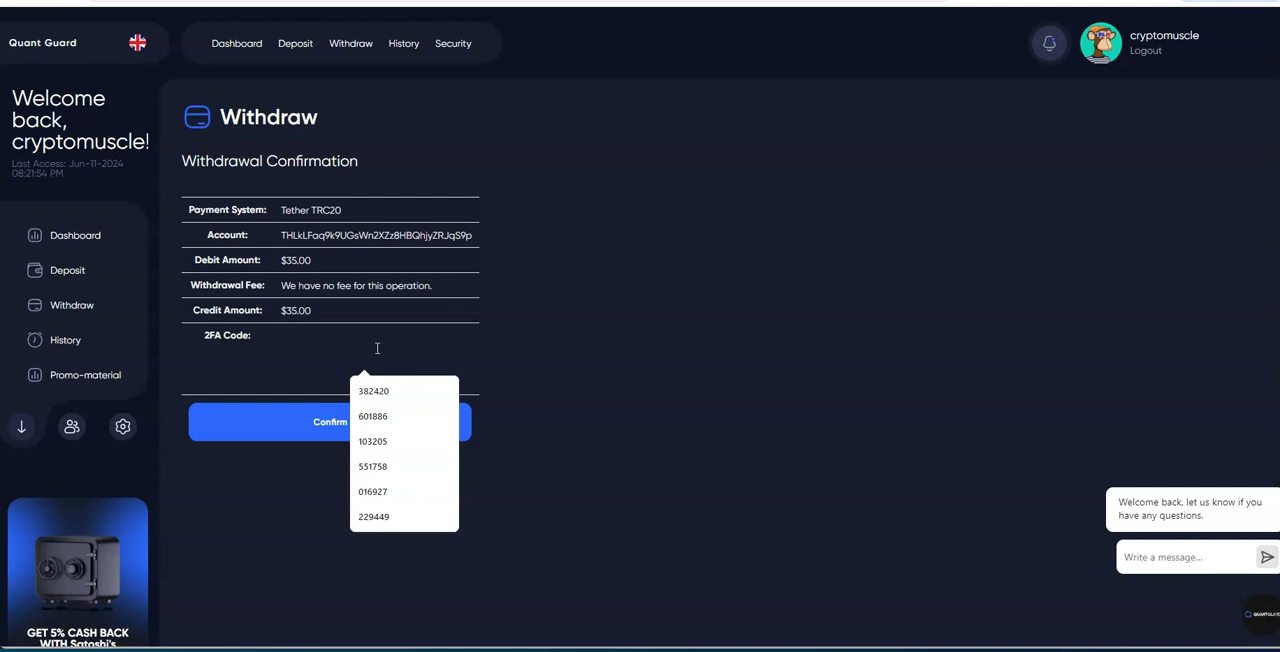 Quant Guard
Dashboard Deposit Withdraw History Security
cryptomuscle
Logout
Welcome
back,
cryptomuscle!
Last Access: Jun-11-2024
08:21:54 PM
Dashboard
Deposit
Withdraw
History
Promo-material
GET 5% CASH BACK
WITH Satoshi's
Withdraw
Withdrawal Confirmation
Payment System: Tether TRC20
Account: THLkLFaq9k9UGsWn2XZz8HBQhjyZRJqS9p
Debit Amount: $35.00
Withdrawal Fee: We have no fee for this operation.
Credit Amount: $35.00
2FA Code:
382420
601886
103205
551758
016927
229449
Confirm
Welcome back, let us know if you
have any questions.
Write a message...